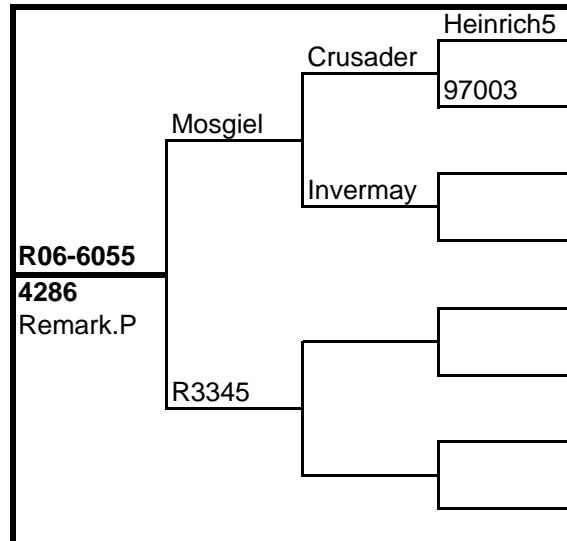 Heinrich5
Crusader
97003
Mosgiel
Invermay
R06-6055
4286
Remark.P
R3345